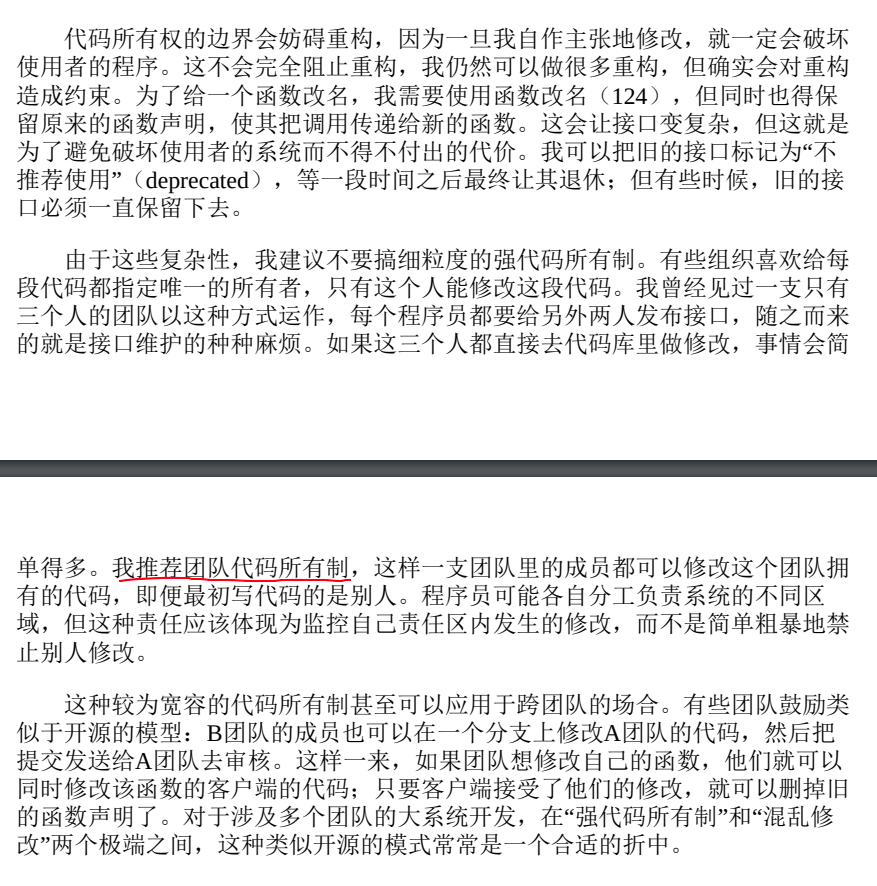 代码所有权的边界会妨碍重构，因为一旦我自作主张地修改，就一定会破坏
使用者的程序。这不会完全阻止重构，我仍然可以做很多重构，但确实会对重构
造成约束。为了给一个函数改名，我需要使用函数改名（124），但同时也得保
留原来的函数声明，使其把调用传递给新的函数。这会让接口变复杂，但这就是
为了避免破坏使用者的系统而不得不付出的代价。我可以把旧的接口标记为“不
推荐使用”（deprecated），等一段时间之后最终让其退休；但有些时候，旧的接
口必须一直保留下去。
由于这些复杂性，我建议不要搞细粒度的强代码所有制。有些组织喜欢给每
段代码都指定唯一的所有者，只有这个人能修改这段代码。我曾经见过一支只有
三个人的团队以这种方式运作，每个程序员都要给另外两人发布接口，随之而来
的就是接口维护的种种麻烦。如果这三个人都直接去代码库里做修改，事情会简
单得多。我推荐团队代码所有制，这样一支团队里的成员都可以修改这个团队拥
有的代码，即便最初写代码的是别人。程序员可能各自分工负责系统的不同区
域，但这种责任应该体现为监控自己责任区内发生的修改，而不是简单粗暴地禁
止别人修改。
这种较为宽容的代码所有制甚至可以应用于跨团队的场合。有些团队鼓励类
似于开源的模型：B团队的成员也可以在一个分支上修改A团队的代码，然后把
提交发送给A团队去审核。这样一来，如果团队想修改自己的函数，他们就可以
同时修改该函数的客户端的代码；只要客户端接受了他们的修改，就可以删掉旧
的函数声明了。对于涉及多个团队的大系统开发，在“强代码所有制”和“混乱修
改”两个极端之间，这种类似开源的模式常常是一个合适的折中。